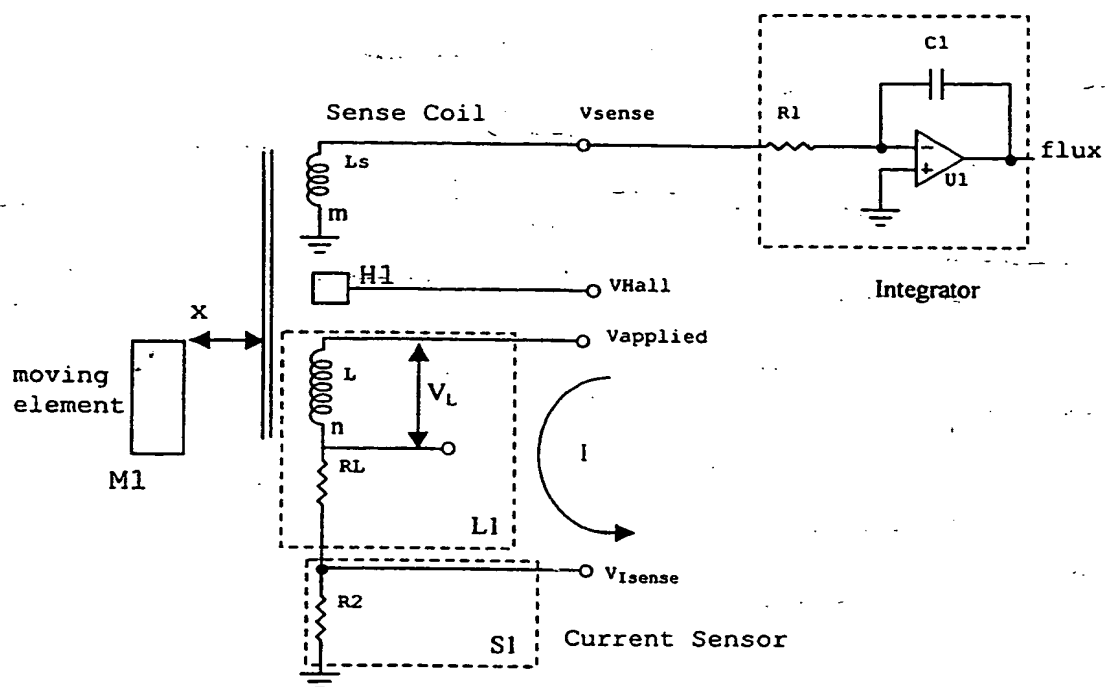 C1
Sense Coil
Vsense
R1
flux
Ls
U1
m
H1
VHall
Integrator
x
Vapplied
moving
element
L
VL
n
I
RL
M1
L1
VIsense
R2
S1
Current Sensor